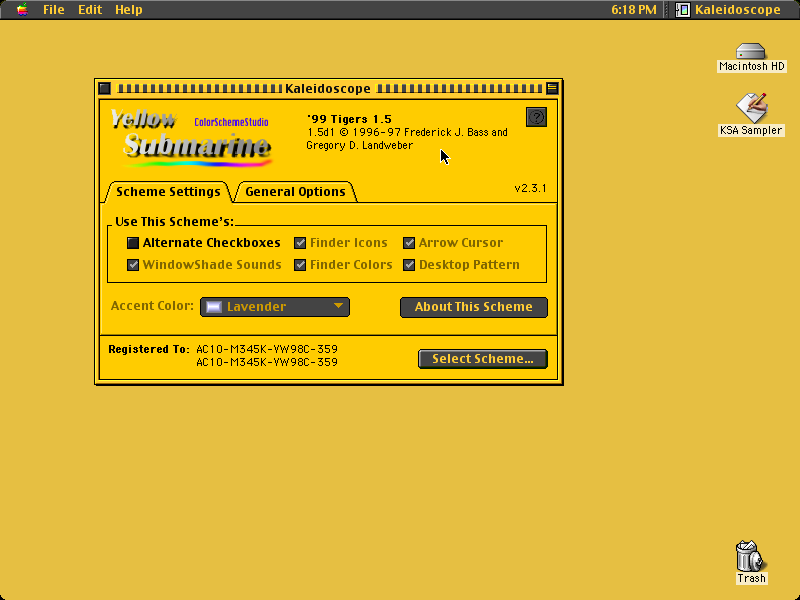 File Edit Help 6:18 PM Kaleidoscope
Macintosh HD
KSA Sampler
Kaleidoscope
Yellow
Submarine
ColorSchemeStudio
'99 Tigers 1.5
1.5d1 © 1996-97 Frederick J. Bass and
Gregory D. Landweber
?
v2.3.1
Scheme Settings General Options
Use This Scheme's:
Alternate Checkboxes Finder Icons Arrow Cursor
WindowShade Sounds Finder Colors Desktop Pattern
Accent Color: Lavender About This Scheme
Registered To: AC10-M345K-VW98C-359
AC10-M345K-VW98C-359
Select Scheme...
Trash